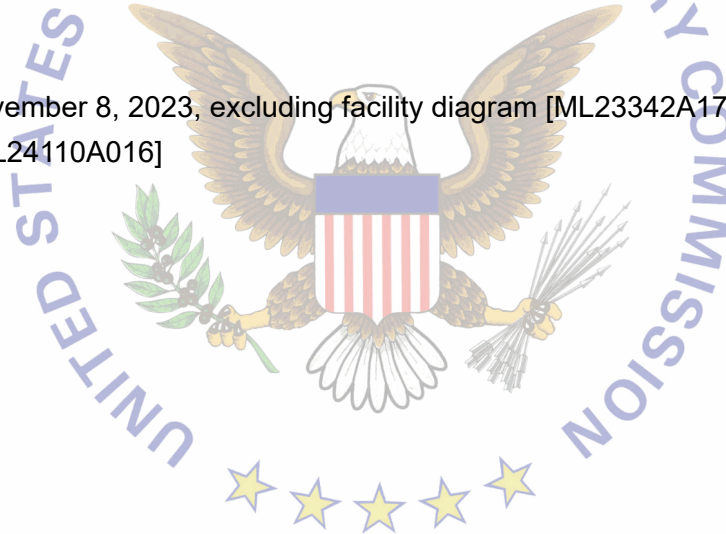 vember 8, 2023, excluding facility diagram [ML23342A17
L24110A016]
UNITED STATES
Y COMMISSION